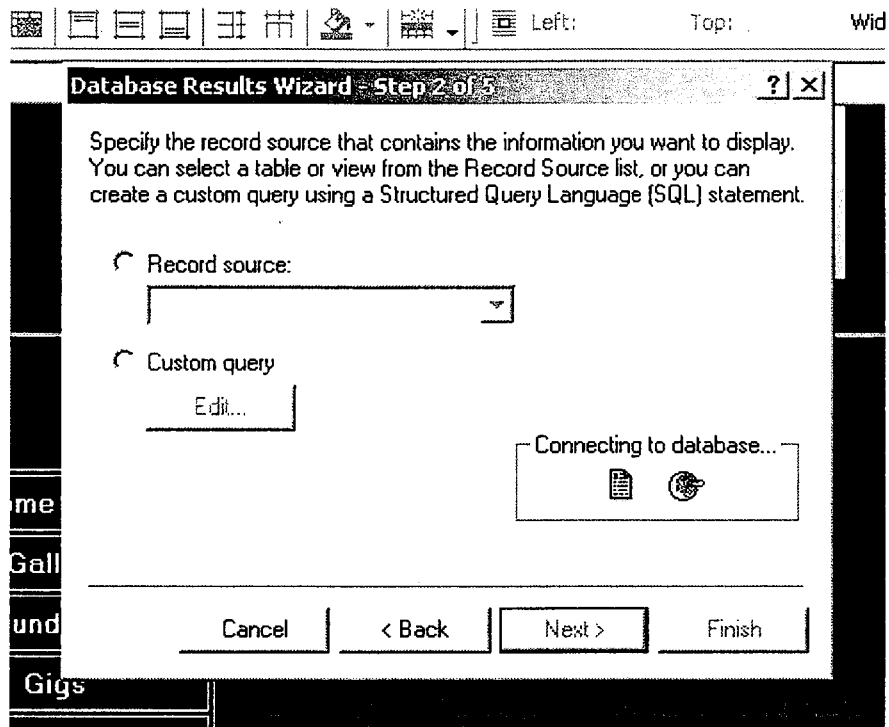 Left: Top: Wid
Database Results Wizard - Step 2 of 5
Specify the record source that contains the information you want to display.
You can select a table or view from the Record Source list, or you can
create a custom query using a Structured Query Language (SQL) statement.
Record source:
Custom query
Edit...
Connecting to database...
ome
Gall
und
Cancel < Back Next > Finish
Gigs